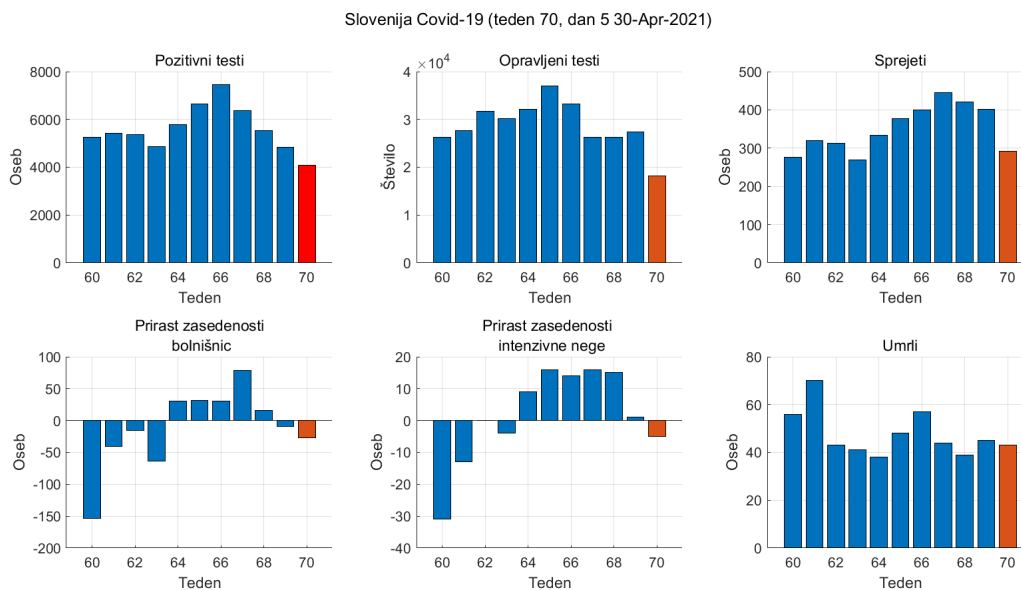 Slovenija Covid-19 (teden 70, dan 5 30-Apr-2021)
Pozitivni testi
8000
6000
4000
2000
0
Oseb
60 62 64 66 68 70
Teden
Opravljeni testi
×10^4
4
3
2
1
0
Število
60 62 64 66 68 70
Teden
Sprejeti
500
400
300
200
100
0
Oseb
60 62 64 66 68 70
Teden
Prirast zasedenosti
bolnišnic
100
50
0
-50
-100
-150
-200
Oseb
60 62 64 66 68 70
Teden
Prirast zasedenosti
intenzivne nege
20
10
0
-10
-20
-30
-40
Oseb
60 62 64 66 68 70
Teden
Umrli
80
60
40
20
0
Oseb
60 62 64 66 68 70
Teden